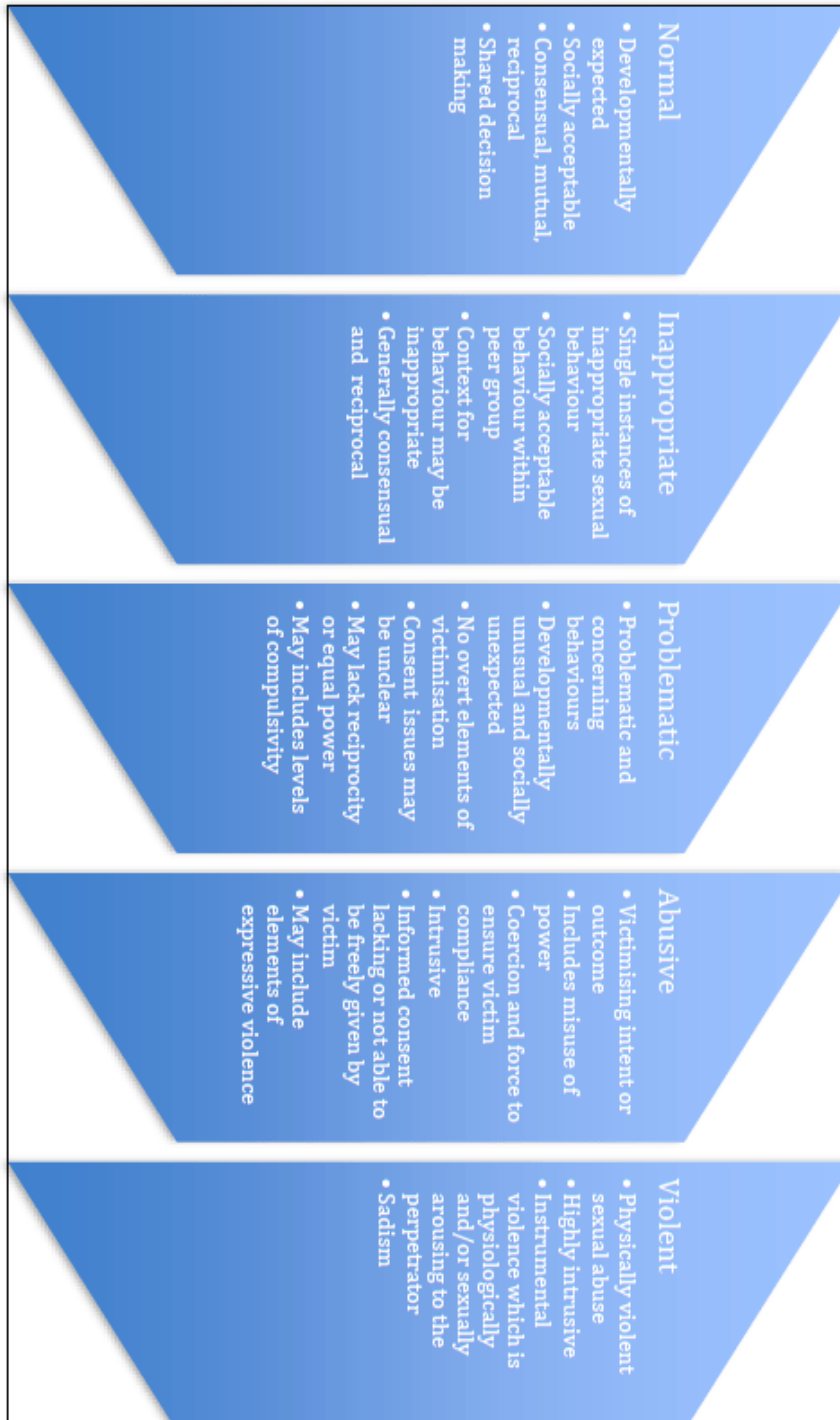 Normal
• Developmentally
expected
• Socially acceptable
• Consensual, mutual,
reciprocal
• Shared decision
making
Inappropriate
• Single instances of
inappropriate sexual
behaviour
• Socially acceptable
behaviour within
peer group
• Context for
behaviour may be
inappropriate
• Generally consensual
and reciprocal
Problematic
• Problematic and
concerning
behaviours
• Developmentally
unusual and socially
unexpected
• No overt elements of
victimisation
• Consent issues may
be unclear
• May lack reciprocity
or equal power
• May includes levels
of compulsivity
Abusive
• Victimising intent or
outcome
• Includes misuse of
power
• Coercion and force to
ensure victim
compliance
• Intrusive
• Informed consent
lacking or not able to
be freely given by
victim
• May include
elements of
expressive violence
Violent
• Physically violent
sexual abuse
• Highly intrusive
• Instrumental
violence which is
physiologically
and/or sexually
arousing to the
perpetrator
• Sadism